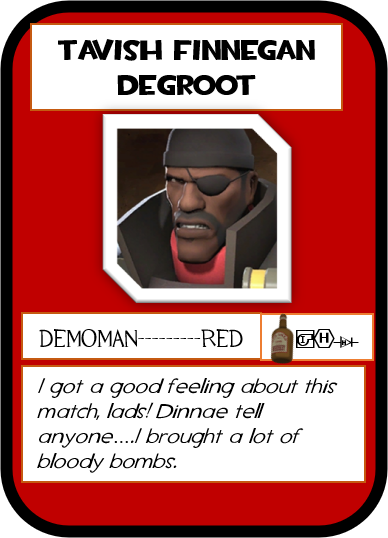 TAVISH FINNEGAN
DEGROOT
DEMOMAN---------RED
I got a good feeling about this
match, lads! Dinnae tell
anyone....I brought a lot of
bloody bombs.